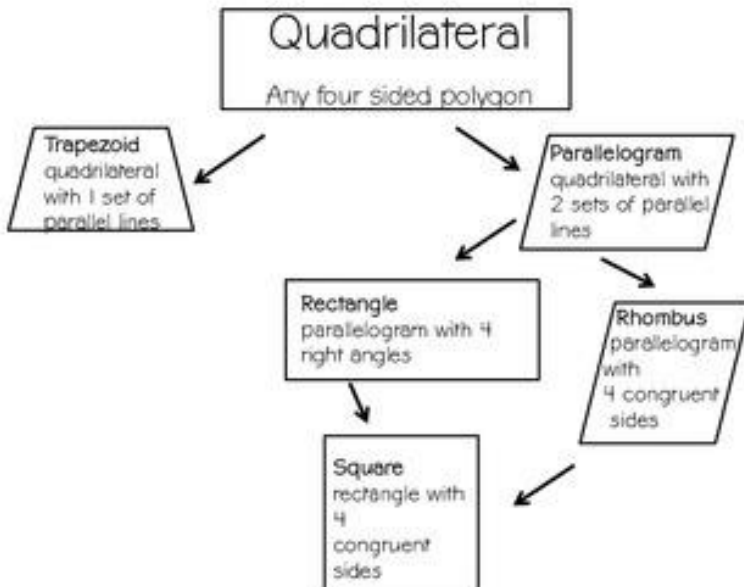 Quadrilateral
Any four sided polygon
Trapezoid
quadrilateral
with 1 set of
parallel lines
Parallelogram
quadrilateral with
2 sets of parallel
lines
Rectangle
parallelogram with 4
right angles
Rhombus
parallelogram
with
4 congruent
sides
Square
rectangle with
4
congruent
sides